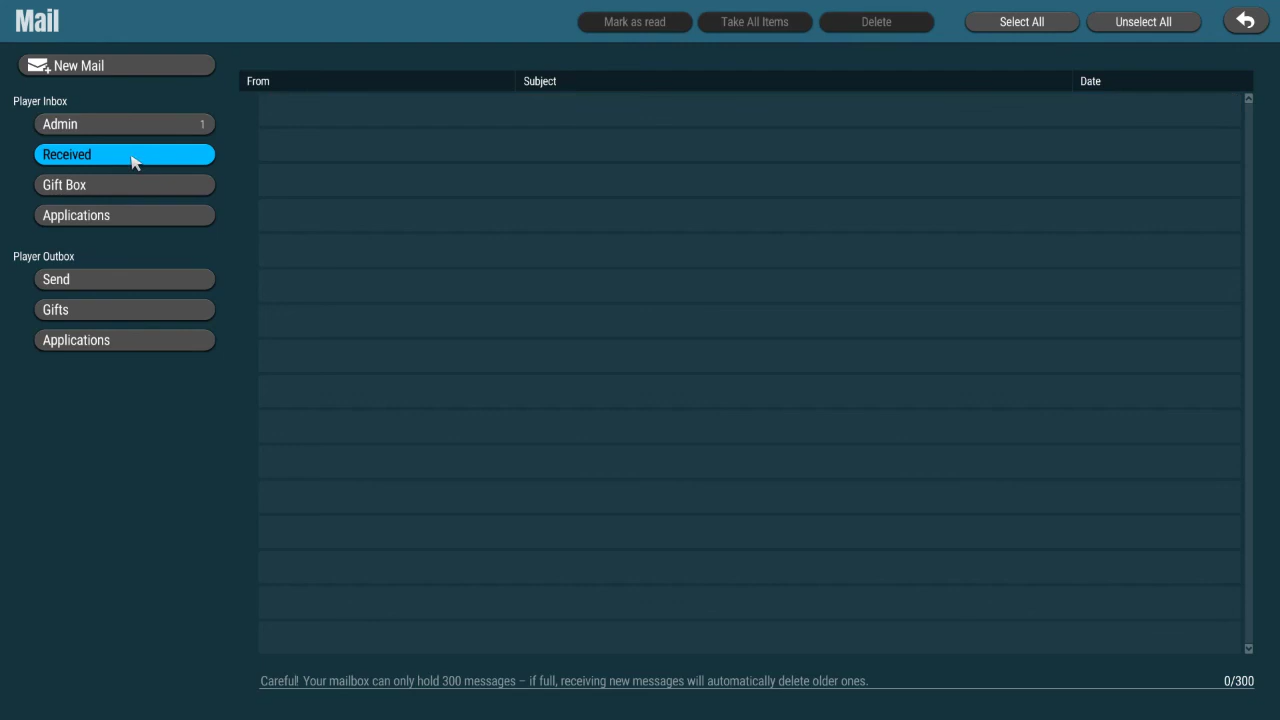 Mail
Mark as read
Take All Items
Delete
Select All
Unselect All
New Mail
Player Inbox
Admin 1
Received
Gift Box
Applications
Player Outbox
Send
Gifts
Applications
From Subject Date
Careful! Your mailbox can only hold 300 messages – if full, receiving new messages will automatically delete older ones.
0/300